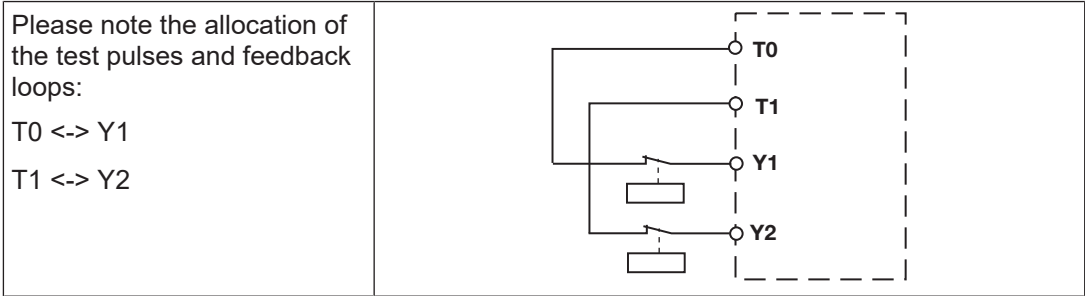 Please note the allocation of
the test pulses and feedback
loops:
T0 <-> Y1
T1 <-> Y2
T0
T1
Y1
Y2